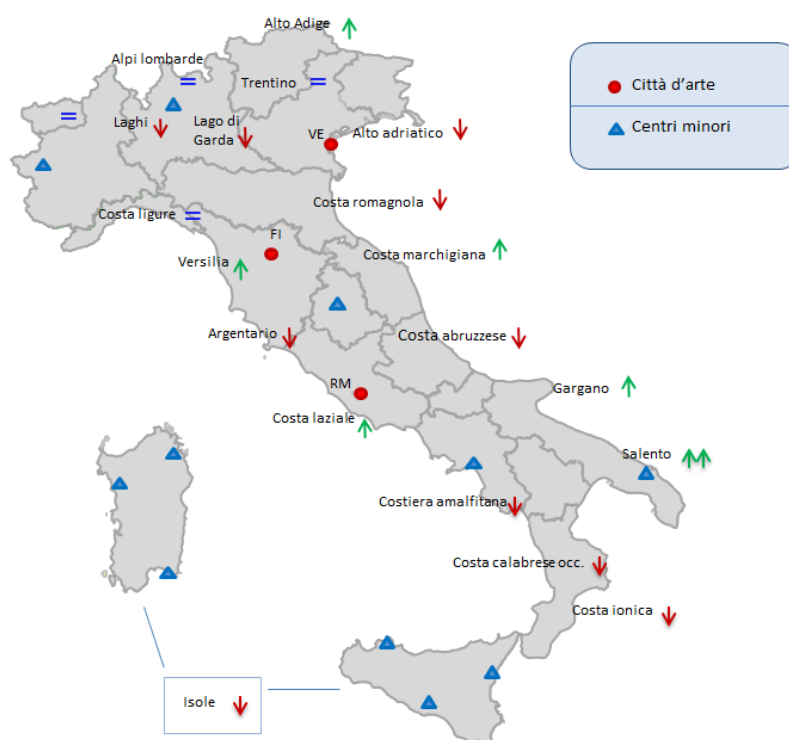 Alto Adige
Alpi lombarde
Trentino
Laghi
Lago di
Garda
VE
Alto adriatico
Città d'arte
Centri minori
Costa ligure
Costa romagnola
FI
Versilia
Costa marchigiana
Argentario
Costa abruzzese
RM
Gargano
Costa laziale
Salento
Costiera amalfitana
Costa calabrese occ.
Costa ionica
Isole